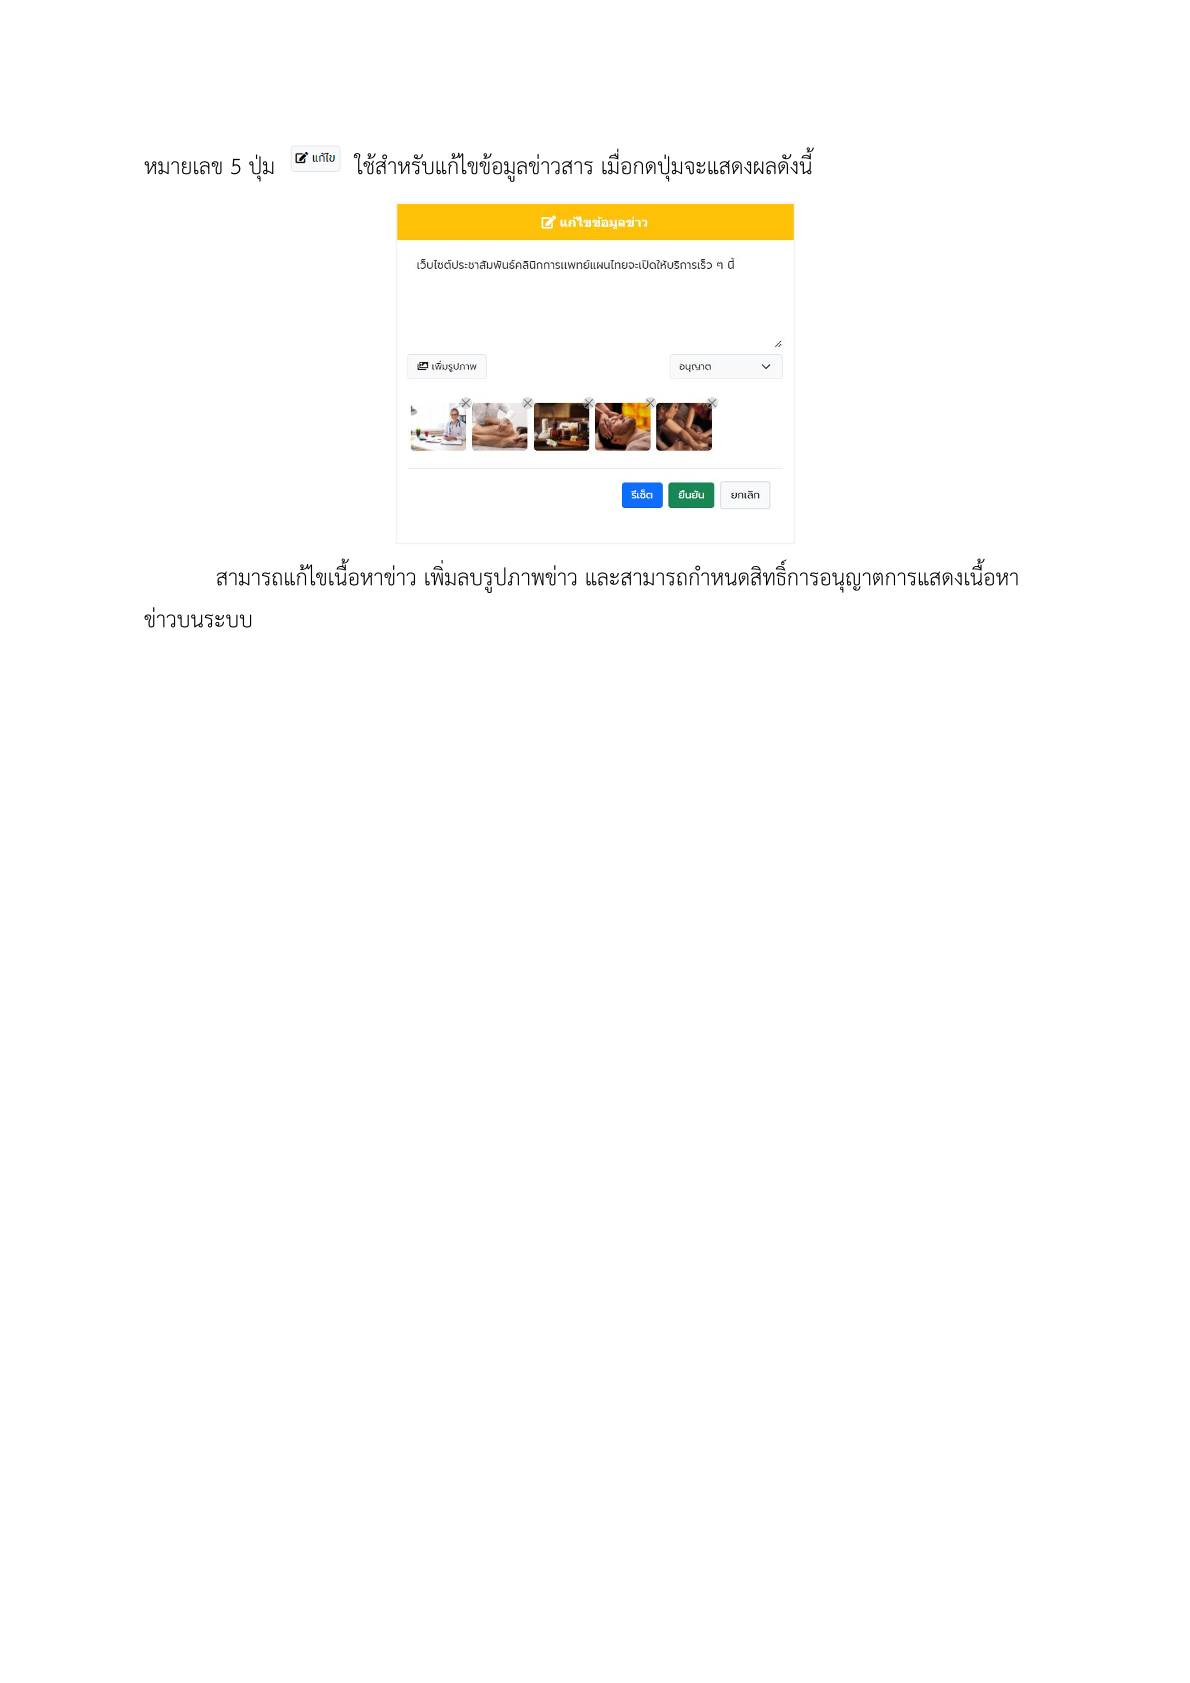 หมายเลข 5 ปุ่ม แก้ไข ใช้สำหรับแก้ไขข้อมูลข่าวสาร เมื่อกดปุ่มจะแสดงผลดังนี้
แก้ไขข้อมูลข่าว
เว็บไซต์ประชาสัมพันธ์คลินิกการแพทย์แผนไทยจะเปิดให้บริการเร็ว ๆ นี้
เพิ่มรูปภาพ อนุญาต
รีเซ็ต ยืนยัน ยกเลิก
สามารถแก้ไขเนื้อหาข่าว เพิ่มลบรูปภาพข่าว และสามารถกำหนดสิทธิ์การอนุญาตการแสดงเนื้อหา
ข่าวบนระบบ